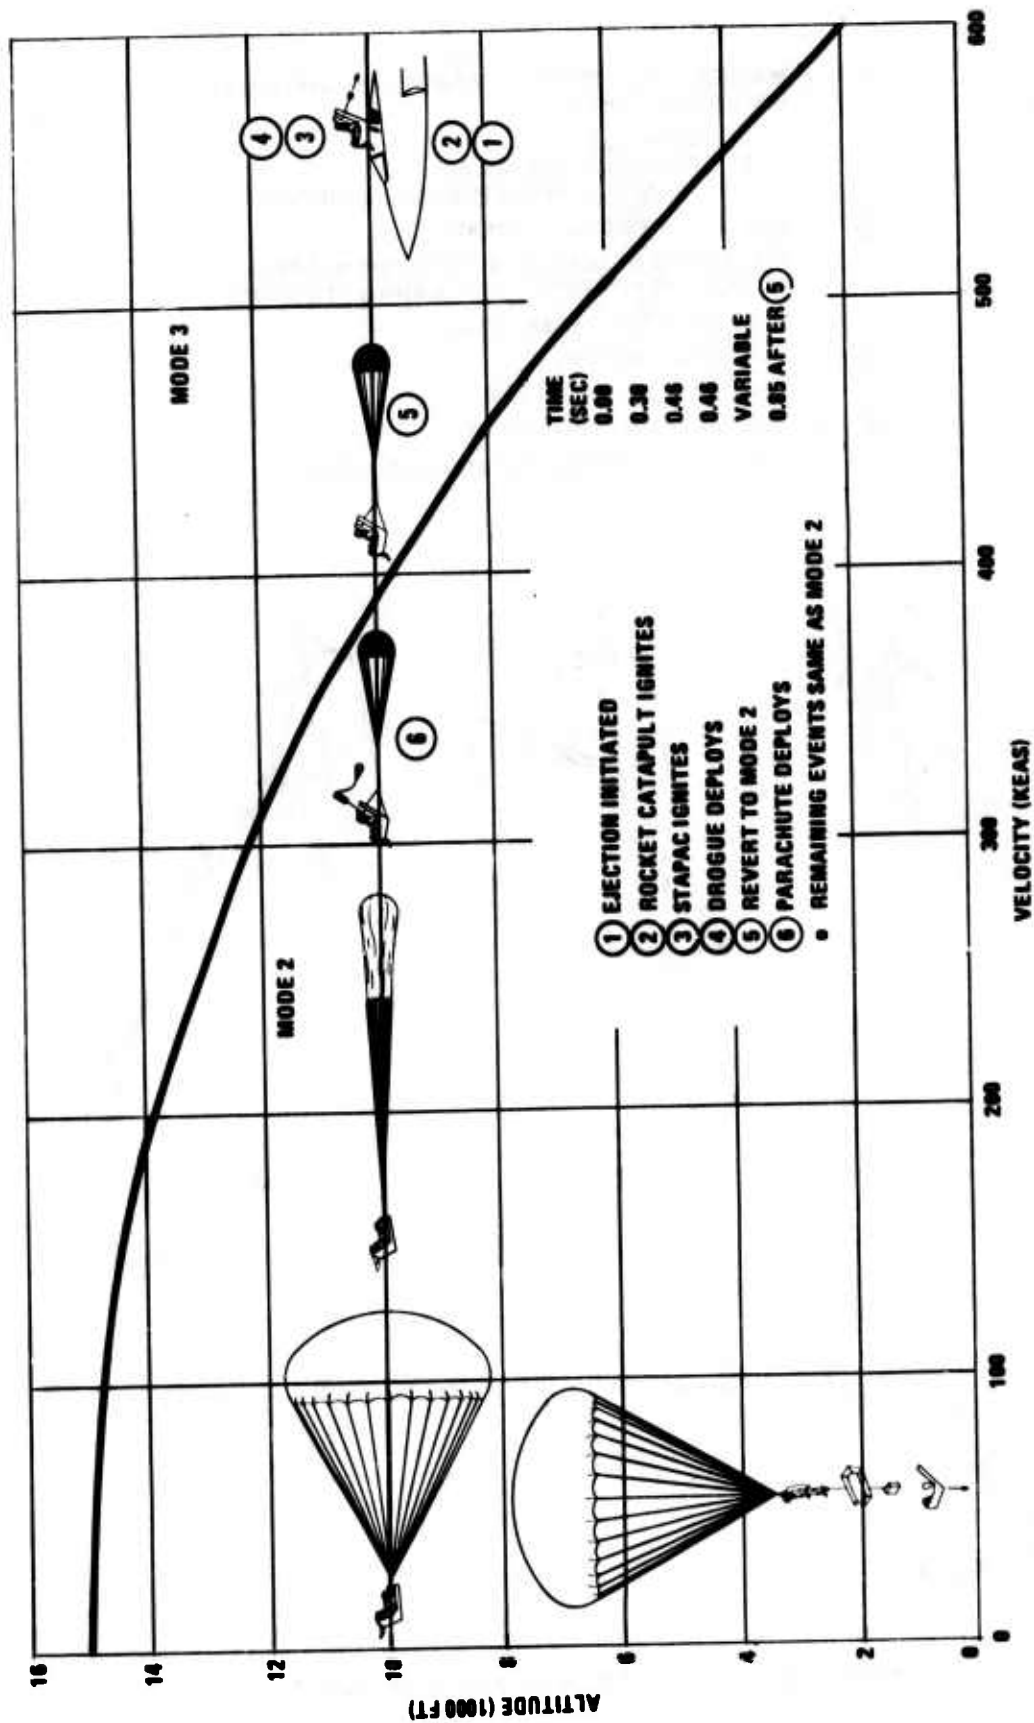 16
14
12
10
8
6
4
2
0
ALTITUDE (1000 FT)
MODE 2
MODE 3
4
3
2
1
5
6
TIME
(SEC)
1 EJECTION INITIATED 0.00
2 ROCKET CATAPULT IGNITES 0.30
3 STAPAC IGNITES 0.46
4 DROGUE DEPLOYS 0.46
5 REVERT TO MODE 2 VARIABLE
6 PARACHUTE DEPLOYS 0.85 AFTER 5
• REMAINING EVENTS SAME AS MODE 2
0
100
200
300
400
500
600
VELOCITY (KEAS)